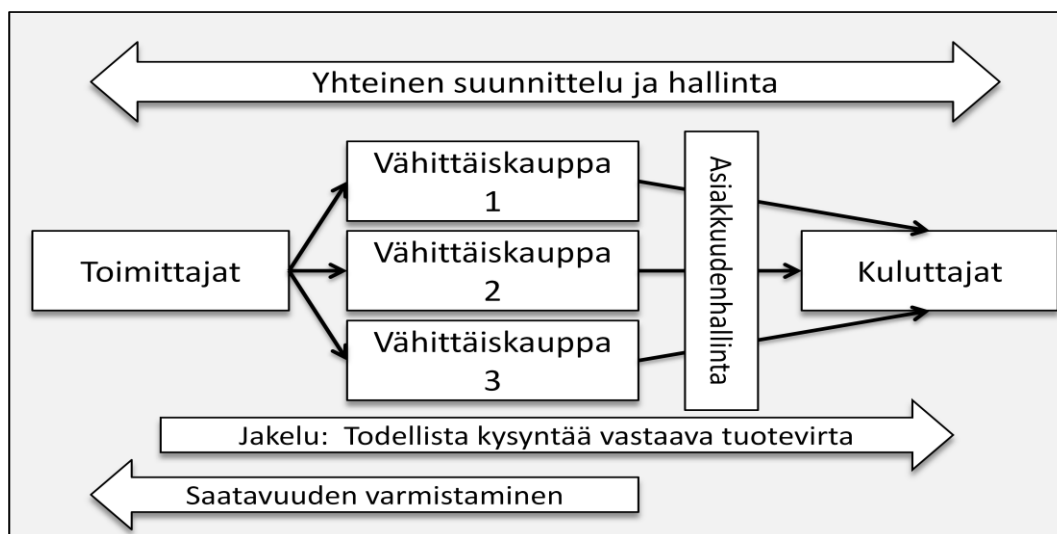 Yhteinen suunnittelu ja hallinta
Vähittäiskauppa
1
Toimittajat
Vähittäiskauppa
2
Vähittäiskauppa
3
Asiakkuudenhallinta
Kuluttajat
Jakelu: Todellista kysyntää vastaava tuotevirta
Saatavuuden varmistaminen